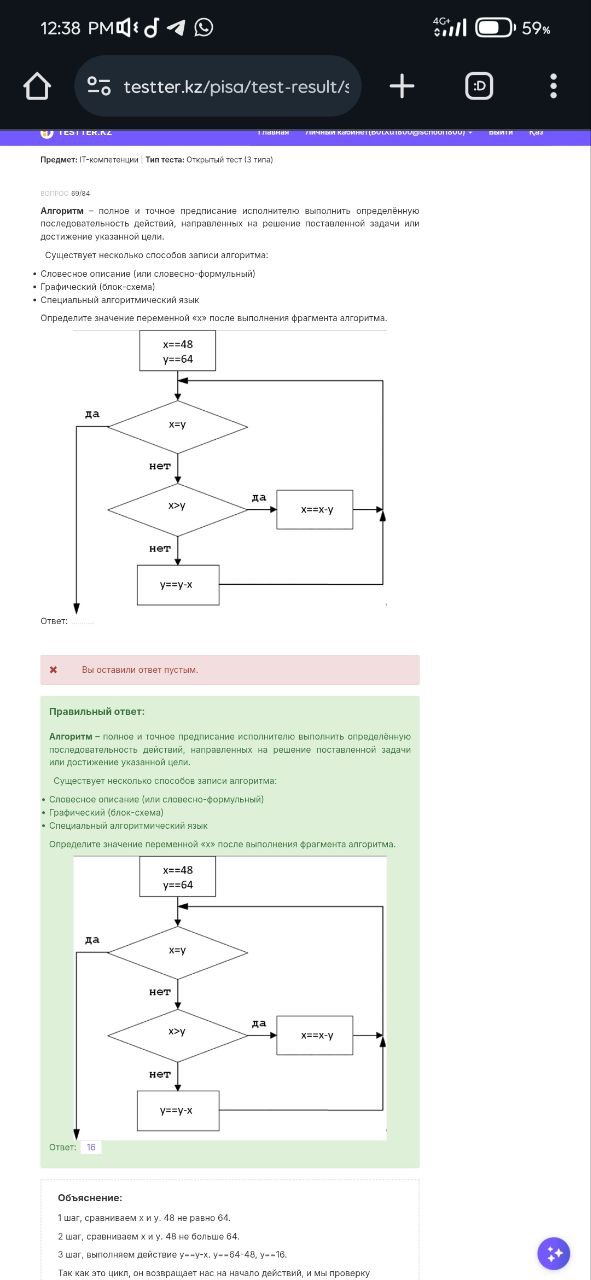 12:38 PM
4G+
59%
testter.kz/pisa/test-result/s
:D
TESTTER.KZ
Главная
Выйти
Қаз
Предмет: IT-компетенции | Тип теста: Открытый тест (3 типа)
ВОПРОС 69/84
Алгоритм – полное и точное предписание исполнителю выполнить определённую
последовательность действий, направленных на решение поставленной задачи или
достижение указанной цели.
Существует несколько способов записи алгоритма:
• Словесное описание (или словесно-формульный)
• Графический (блок-схема)
• Специальный алгоритмический язык
Определите значение переменной «x» после выполнения фрагмента алгоритма.
x==48
y==64
да
x=y
нет
x>y
да
x==x-y
нет
y==y-x
Ответ: ..........
Вы оставили ответ пустым.
Правильный ответ:
Алгоритм – полное и точное предписание исполнителю выполнить определённую
последовательность действий, направленных на решение поставленной задачи
или достижение указанной цели.
Существует несколько способов записи алгоритма:
• Словесное описание (или словесно-формульный)
• Графический (блок-схема)
• Специальный алгоритмический язык
Определите значение переменной «x» после выполнения фрагмента алгоритма.
x==48
y==64
да
x=y
нет
x>y
да
x==x-y
нет
y==y-x
Ответ: 16
Объяснение:
1 шаг, сравниваем x и y. 48 не равно 64.
2 шаг, сравниваем x и y. 48 не больше 64.
3 шаг, выполняем действие y==y-x. y==64-48, y==16.
Так как это цикл, он возвращает нас на начало действий, и мы проверку